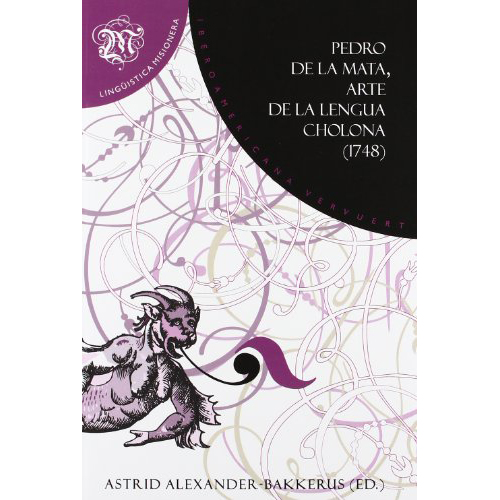 LINGÜÍSTICA MISIONERA
IBEROAMERICANA VERVUERT
PEDRO
DE LA MATA,
ARTE
DE LA LENGUA
CHOLONA
(1748)
ASTRID ALEXANDER-BAKKERUS (ED.)